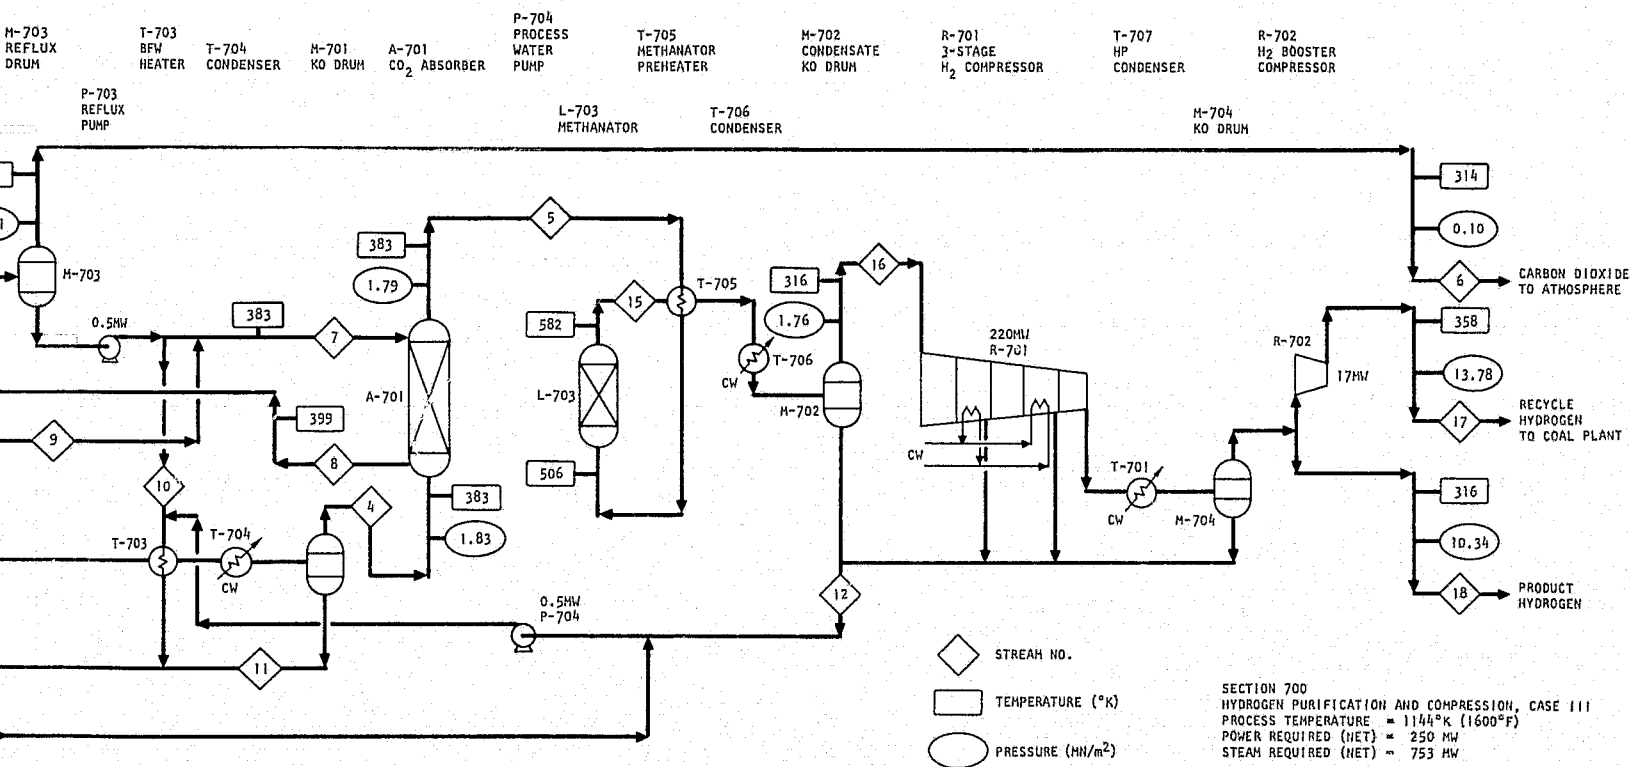 M-703
REFLUX
DRUM
T-703
BFW
HEATER
T-704
CONDENSER
M-701
KO DRUM
A-701
CO2 ABSORBER
P-704
PROCESS
WATER
PUMP
T-705
METHANATOR
PREHEATER
M-702
CONDENSATE
KO DRUM
R-701
3-STAGE
H2 COMPRESSOR
T-707
HP
CONDENSER
R-702
H2 BOOSTER
COMPRESSOR
P-703
REFLUX
PUMP
L-703
METHANATOR
T-706
CONDENSER
M-704
KO DRUM
314
0.10
6
CARBON DIOXIDE
TO ATMOSPHERE
1
M-703
0.5MW
383
7
383
1.79
5
A-701
399
8
9
10
4
383
1.83
T-703
T-704
CW
11
582
15
T-705
L-703
506
CW
T-706
316
1.76
16
M-702
220MW
R-701
CW
T-701
CW
M-704
R-702
17MW
358
13.78
17
RECYCLE
HYDROGEN
TO COAL PLANT
316
10.34
18
PRODUCT
HYDROGEN
12
0.5MW
P-704
STREAM NO.
TEMPERATURE (°K)
PRESSURE (MN/m2)
SECTION 700
HYDROGEN PURIFICATION AND COMPRESSION, CASE III
PROCESS TEMPERATURE = 1144°K (1600°F)
POWER REQUIRED (NET) = 250 MW
STEAM REQUIRED (NET) = 753 MW